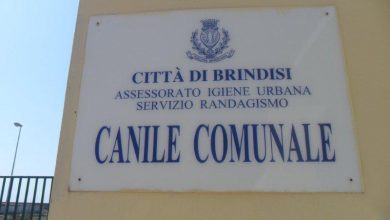 CITTÀ DI BRINDISI
ASSESSORATO IGIENE URBANA
SERVIZIO RANDAGISMO
CANILE COMUNALE